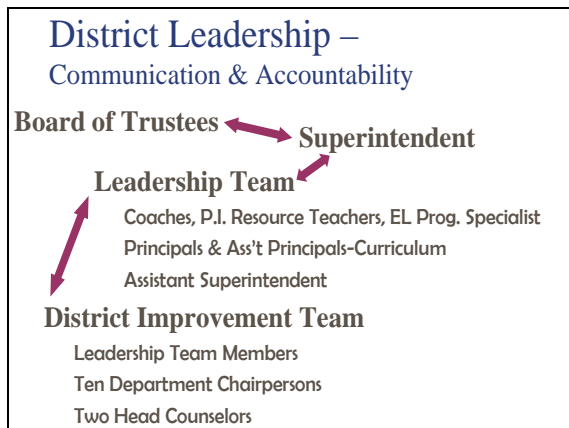 District Leadership –
Communication & Accountability
Board of Trustees
Superintendent
Leadership Team
Coaches, P.I. Resource Teachers, EL Prog. Specialist
Principals & Ass't Principals-Curriculum
Assistant Superintendent
District Improvement Team
Leadership Team Members
Ten Department Chairpersons
Two Head Counselors